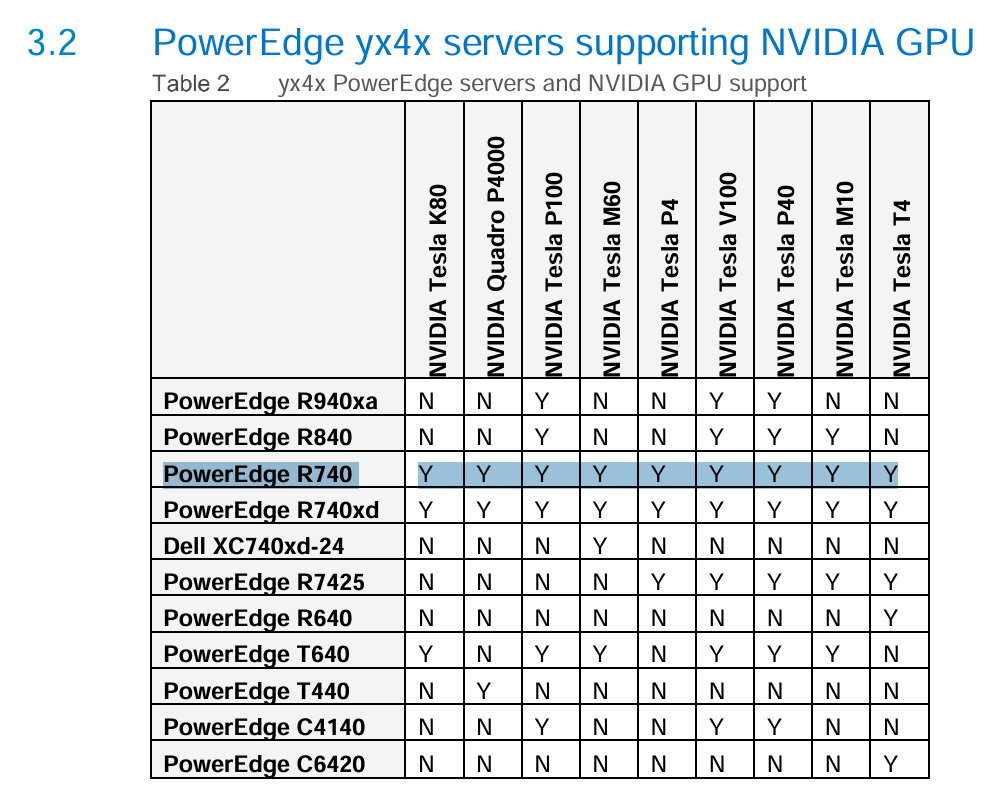 3.2 PowerEdge yx4x servers supporting NVIDIA GPU
Table 2 yx4x PowerEdge servers and NVIDIA GPU support
NVIDIA Tesla K80
NVIDIA Quadro P4000
NVIDIA Tesla P100
NVIDIA Tesla M60
NVIDIA Tesla P4
NVIDIA Tesla V100
NVIDIA Tesla P40
NVIDIA Tesla M10
NVIDIA Tesla T4
PowerEdge R940xa N N Y N N Y Y N N
PowerEdge R840 N N Y N N Y Y Y N
PowerEdge R740 Y Y Y Y Y Y Y Y Y
PowerEdge R740xd Y Y Y Y Y Y Y Y Y
Dell XC740xd-24 N N N Y N N N N N
PowerEdge R7425 N N N N Y Y Y Y Y
PowerEdge R640 N N N N N N N N Y
PowerEdge T640 Y N Y Y N Y Y Y N
PowerEdge T440 N Y N N N N N N N
PowerEdge C4140 N N Y N N Y Y N N
PowerEdge C6420 N N N N N N N N Y